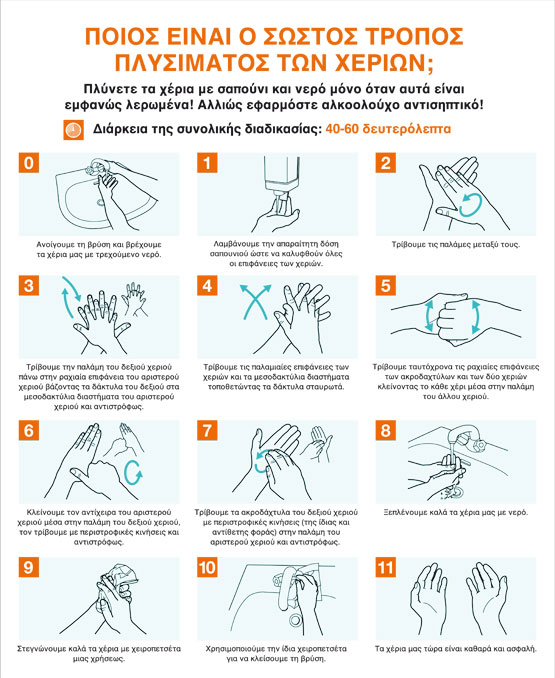 ΠΟΙΟΣ ΕΙΝΑΙ Ο ΣΩΣΤΟΣ ΤΡΟΠΟΣ
ΠΛΥΣΙΜΑΤΟΣ ΤΩΝ ΧΕΡΙΩΝ;
Πλύνετε τα χέρια με σαπούνι και νερό μόνο όταν αυτά είναι
εμφανώς λερωμένα! Αλλιώς εφαρμόστε αλκοολούχο αντισηπτικό!
Διάρκεια της συνολικής διαδικασίας: 40-60 δευτερόλεπτα
0
Ανοίγουμε τη βρύση και βρέχουμε
τα χέρια μας με τρεχούμενο νερό.
1
Λαμβάνουμε την απαραίτητη δόση
σαπουνιού ώστε να καλυφθούν όλες
οι επιφάνειες των χεριών.
2
Τρίβουμε τις παλάμες μεταξύ τους.
3
Τρίβουμε την παλάμη του δεξιού χεριού
πάνω στην ραχιαία επιφάνεια του αριστερού
χεριού βάζοντας τα δάκτυλα του δεξιού στα
μεσοδακτύλια διαστήματα του αριστερού
χεριού και αντιστρόφως.
4
Τρίβουμε τις παλαμιαίες επιφάνειες των
χεριών και τα μεσοδακτύλια διαστήματα
τοποθετώντας τα δάκτυλα σταυρωτά.
5
Τρίβουμε ταυτόχρονα τις ραχιαίες επιφάνειες
των ακροδαχτύλων και των δύο χεριών
κλείνοντας το κάθε χέρι μέσα στην παλάμη
του άλλου χεριού.
6
Κλείνουμε τον αντίχειρα του αριστερού
χεριού μέσα στην παλάμη του δεξιού χεριού,
τον τρίβουμε με περιστροφικές κινήσεις και
αντιστρόφως.
7
Τρίβουμε τα ακροδάχτυλα του δεξιού χεριού
με περιστροφικές κινήσεις (της ίδιας και
αντίθετης φοράς) στην παλάμη του
αριστερού χεριού και αντιστρόφως.
8
Ξεπλένουμε καλά τα χέρια μας με νερό.
9
Στεγνώνουμε καλά τα χέρια με χειροπετσέτα
μιας χρήσεως.
10
Χρησιμοποιούμε την ίδια χειροπετσέτα
για να κλείσουμε τη βρύση.
11
Τα χέρια μας τώρα είναι καθαρά και ασφαλή.